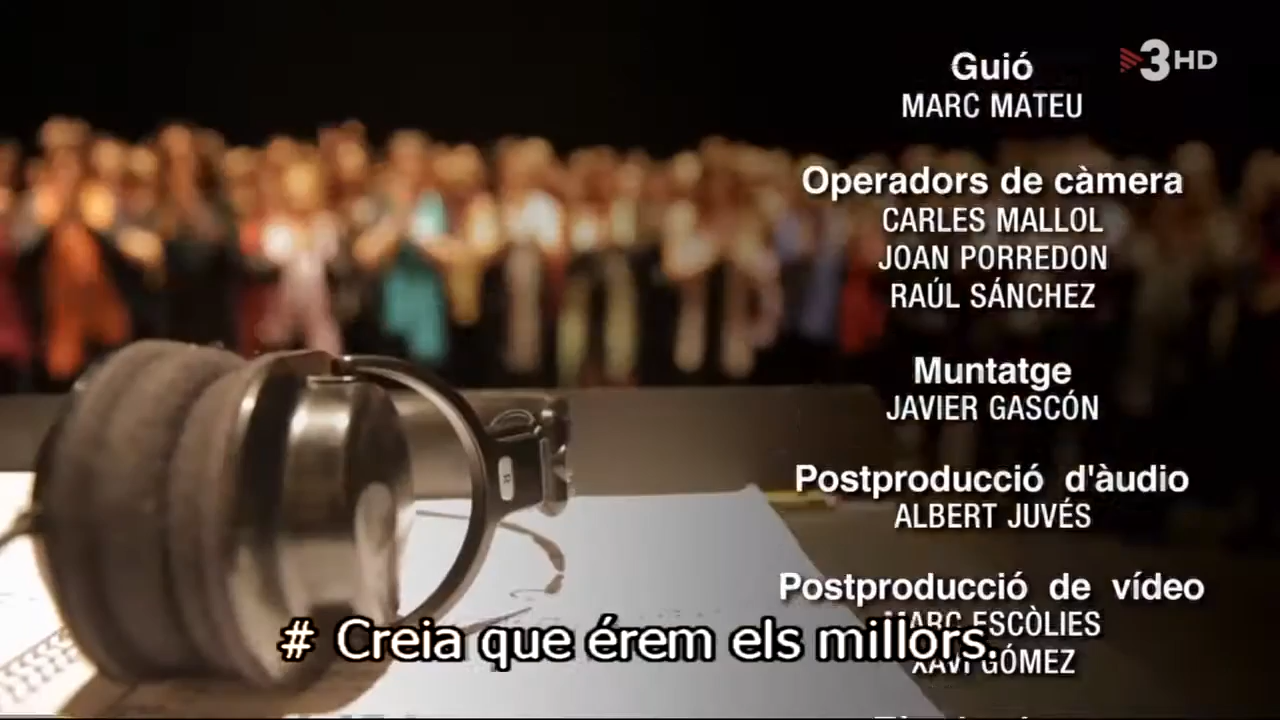 3HD
Guió
MARC MATEU
Operadors de càmera
CARLES MALLOL
JOAN PORREDON
RAÚL SÁNCHEZ
Muntatge
JAVIER GASCÓN
Postproducció d'àudio
ALBERT JUVÉS
Postproducció de vídeo
MARC ESCÒLIES
XAVI GÓMEZ
# Creia que érem els millors.
R